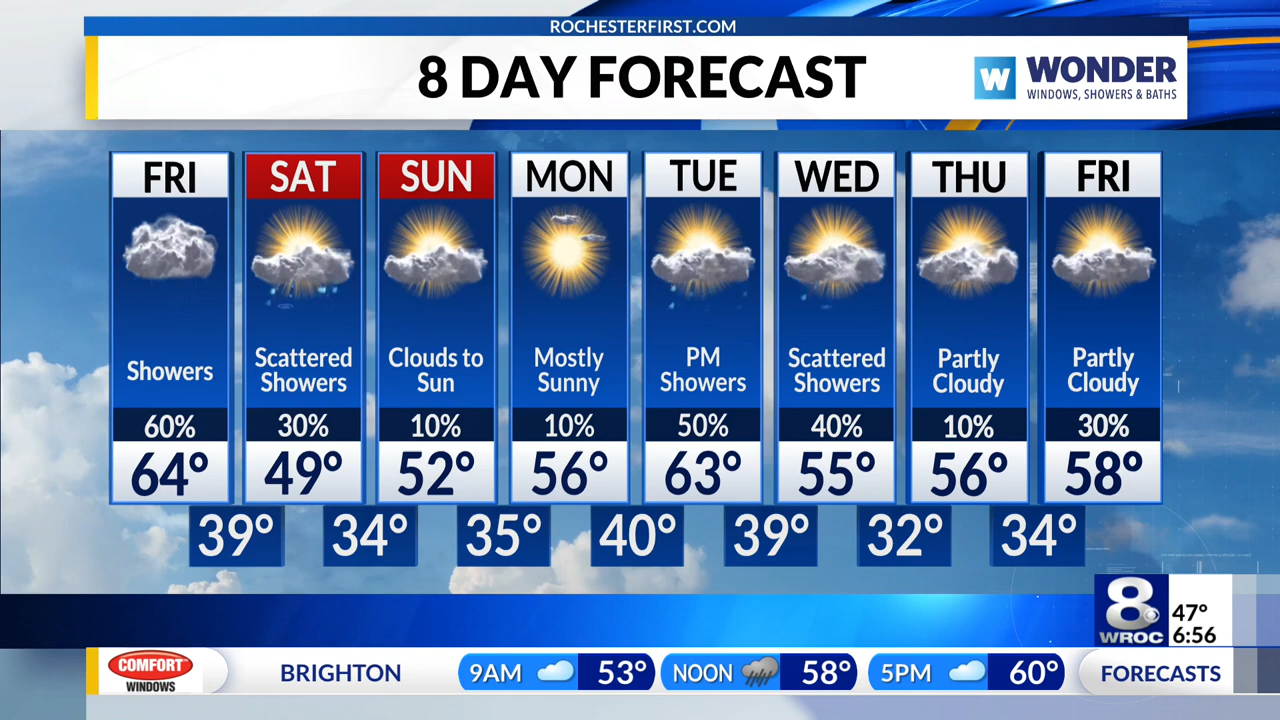 ROCHESTERFIRST.COM
8 DAY FORECAST
W WONDER
WINDOWS, SHOWERS & BATHS
FRI SAT SUN MON TUE WED THU FRI
Showers
Scattered
Showers
Clouds to
Sun
Mostly
Sunny
PM
Showers
Scattered
Showers
Partly
Cloudy
Partly
Cloudy
60% 30% 10% 10% 50% 40% 10% 30%
64° 49° 52° 56° 63° 55° 56° 58°
39° 34° 35° 40° 39° 32° 34°
8
WROC
47°
6:56
COMFORT
WINDOWS
BRIGHTON 9AM 53° NOON 58° 5PM 60° FORECASTS